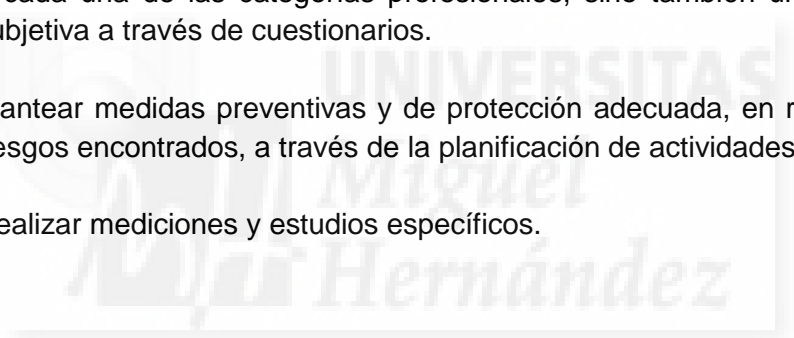 cada una de las categorías profesionales, sino también
ubjetiva a través de cuestionarios.
UNIVERSITAS
antear medidas preventivas y de protección adecuada, en
esgos encontrados, a través de la planificación de actividades
Miguel
ealizar mediciones y estudios específicos.
Hernández